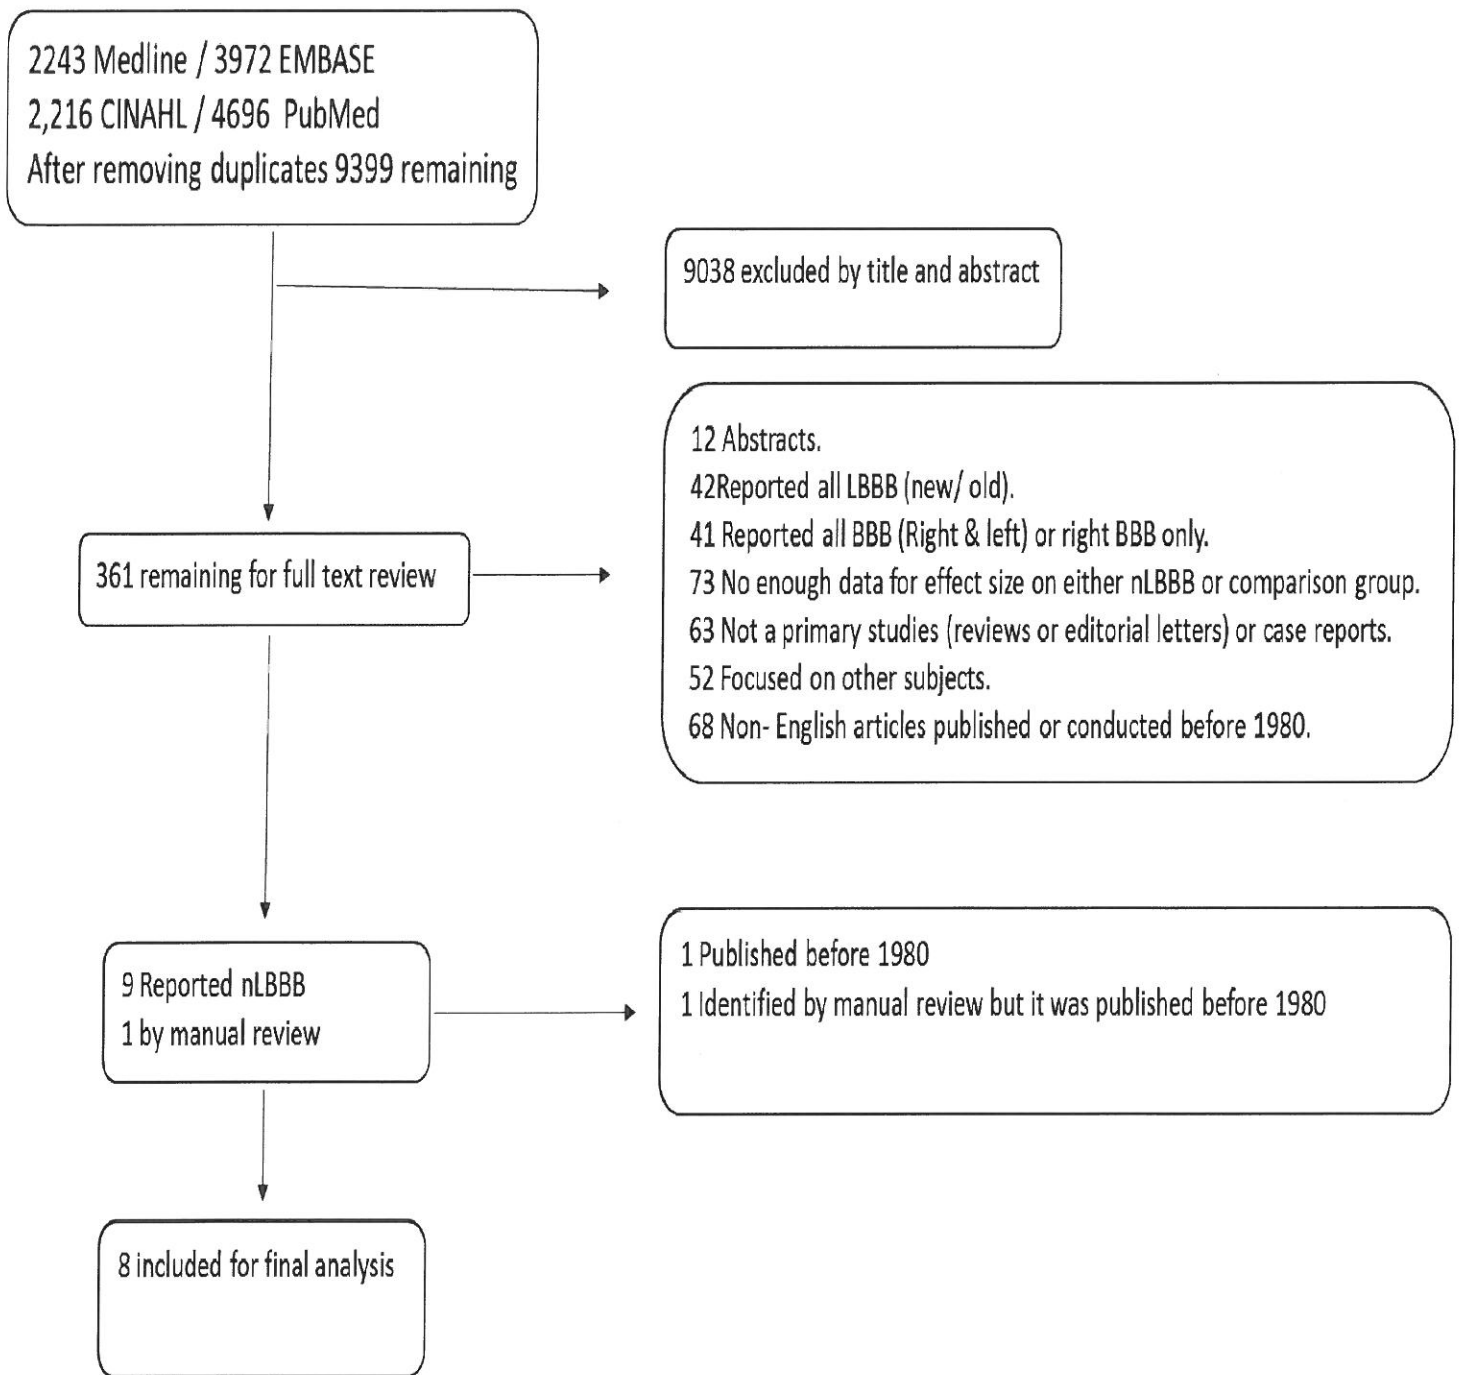 2243 Medline / 3972 EMBASE
2,216 CINAHL / 4696 PubMed
After removing duplicates 9399 remaining
9038 excluded by title and abstract
12 Abstracts.
42Reported all LBBB (new/ old).
41 Reported all BBB (Right & left) or right BBB only.
73 No enough data for effect size on either nLBBB or comparison group.
63 Not a primary studies (reviews or editorial letters) or case reports.
52 Focused on other subjects.
68 Non- English articles published or conducted before 1980.
361 remaining for full text review
9 Reported nLBBB
1 by manual review
1 Published before 1980
1 Identified by manual review but it was published before 1980
8 included for final analysis